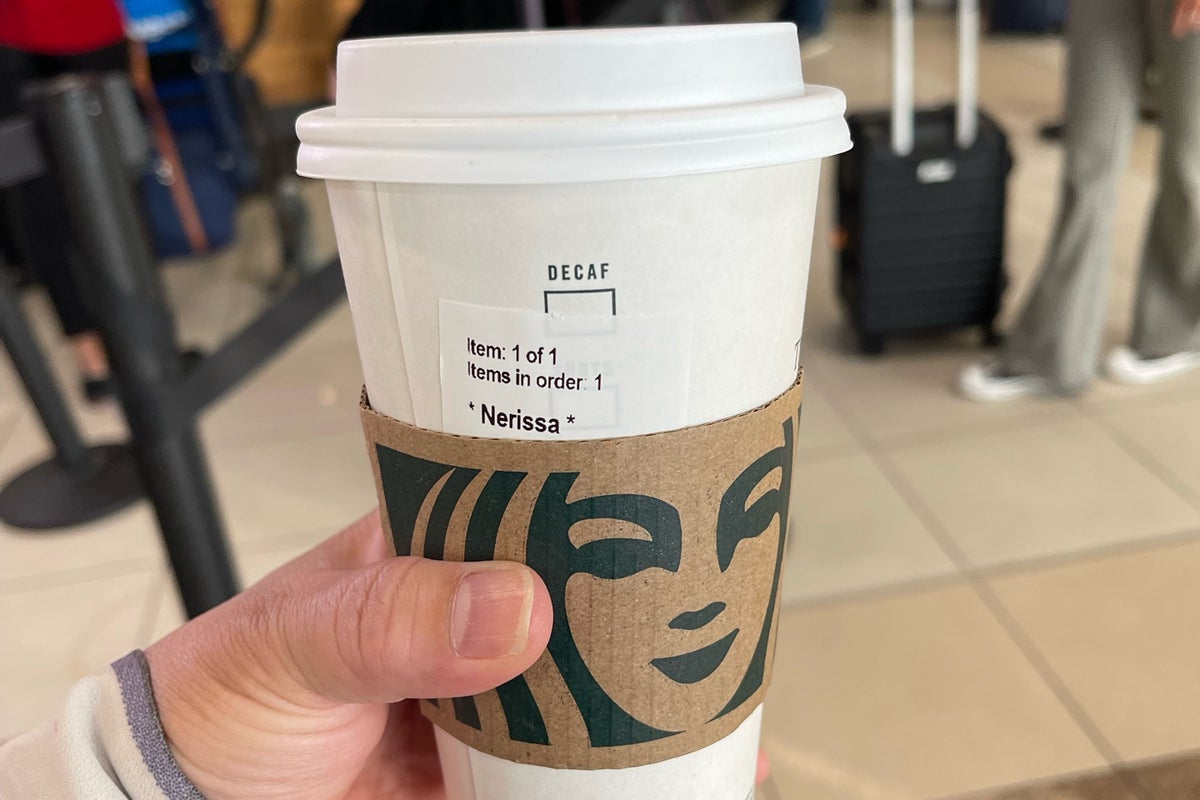 DECAF
Item: 1 of 1
Items in order: 1
* Nerissa *